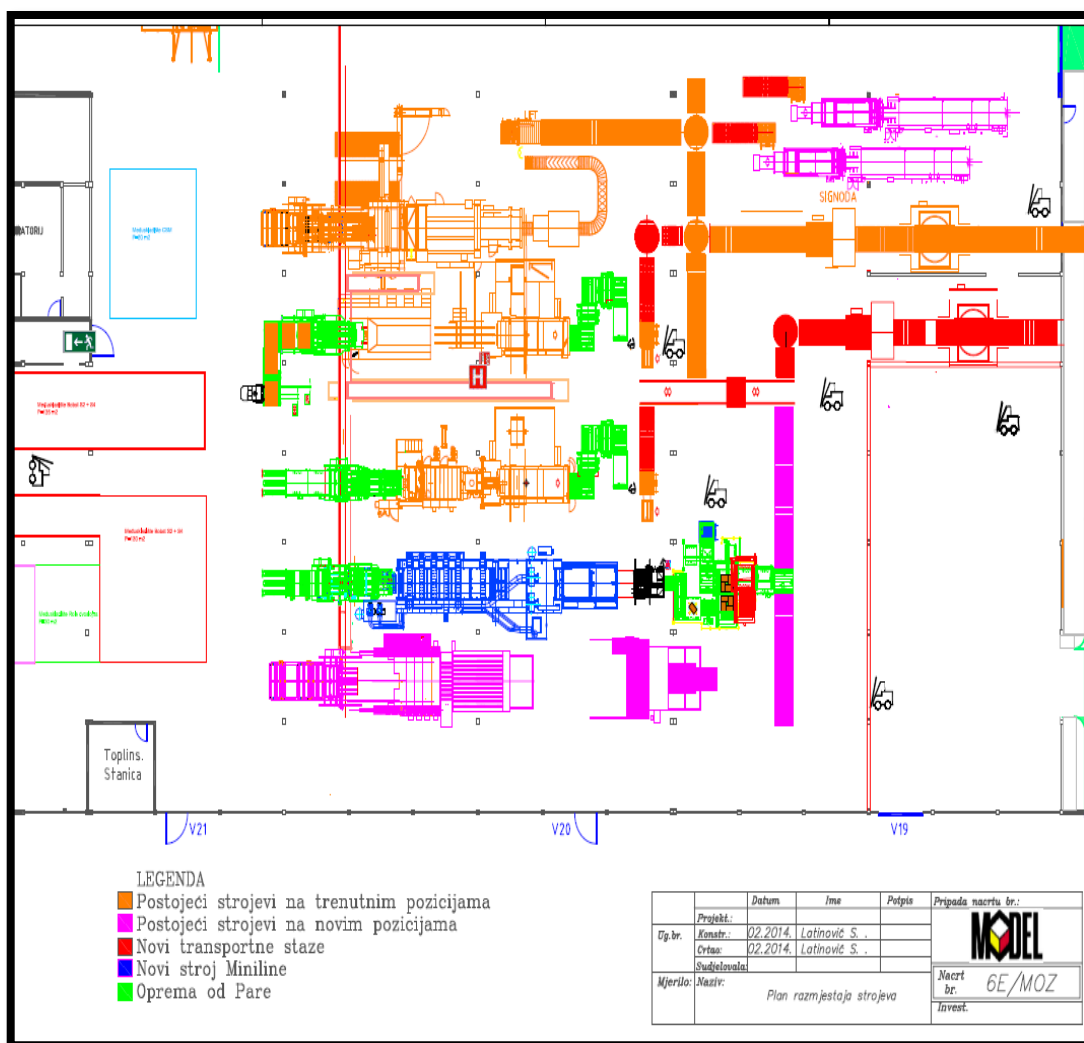 SIGNODA
Toplins.
Stanica
V21
V20
V19
LEGENDA
Postojeći strojevi na trenutnim pozicijama
Postojeći strojevi na novim pozicijama
Novi transportne staze
Novi stroj Miniline
Oprema od Pare
Datum Ime Potpis Pripada nacrtu br.:
Projekt.:
Ug.br. Konstr.: 02.2014. Latinović S. .
Crtao: 02.2014. Latinović S. .
Sudjelovala:
MODEL
Mjerilo: Naziv:
Plan razmjestaja strojeva
Nacrt
br. 6E/MOZ
Invest.